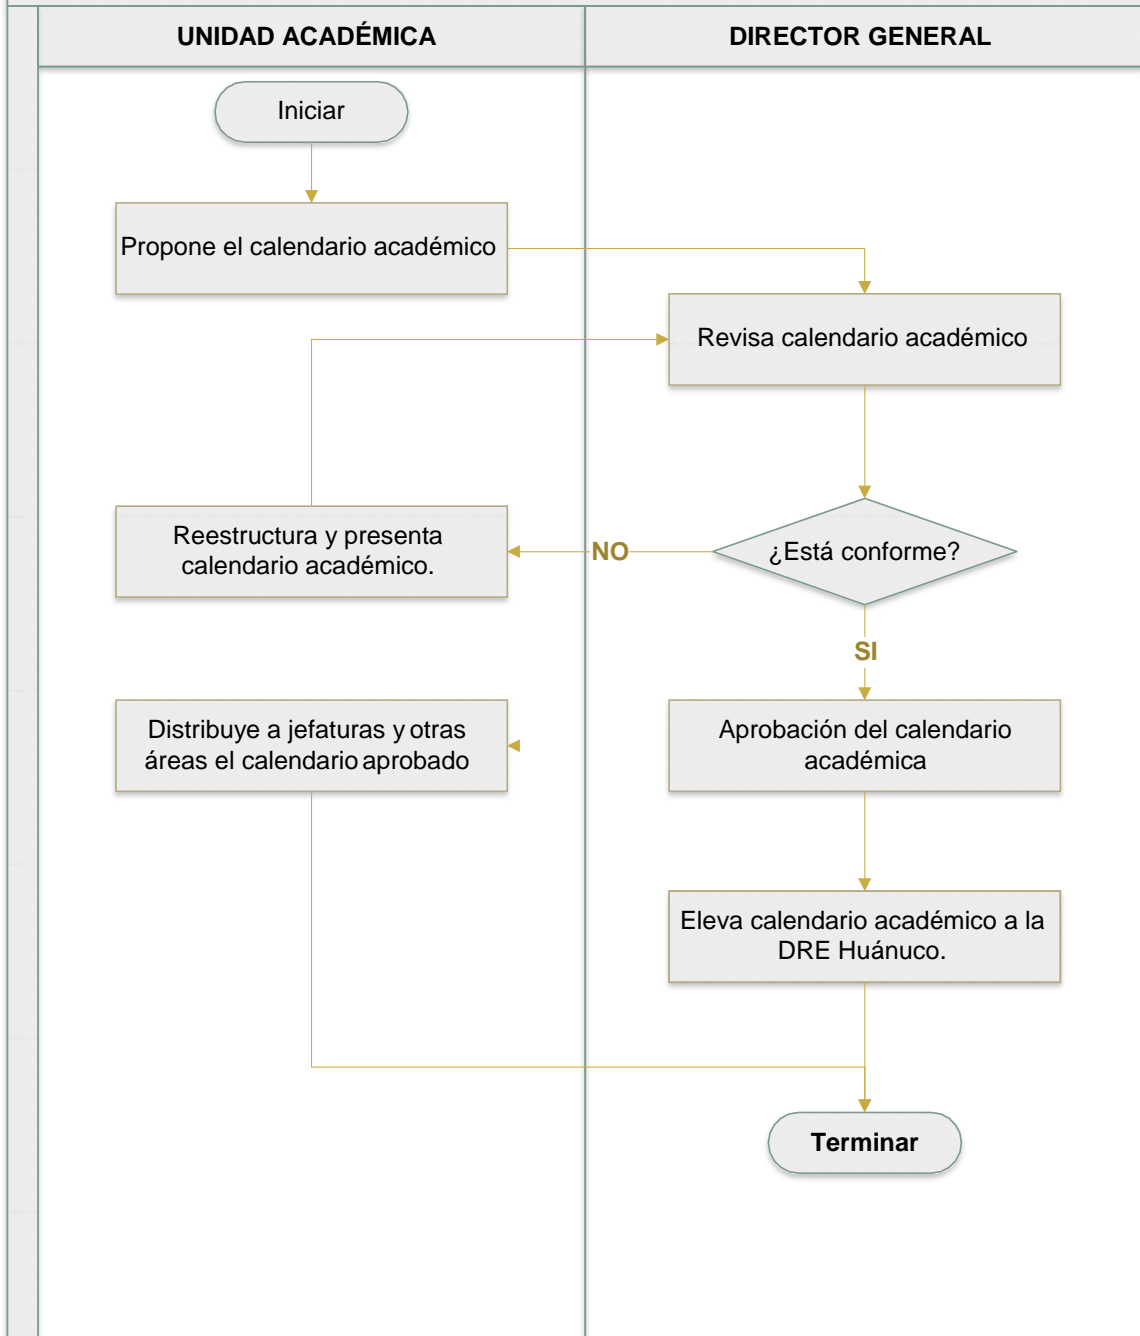 UNIDAD ACADÉMICA
DIRECTOR GENERAL
Iniciar
Propone el calendario académico
Revisa calendario académico
Reestructura y presenta
calendario académico.
NO
¿Está conforme?
SI
Distribuye a jefaturas y otras
áreas el calendario aprobado
Aprobación del calendario
académica
Eleva calendario académico a la
DRE Huánuco.
Terminar